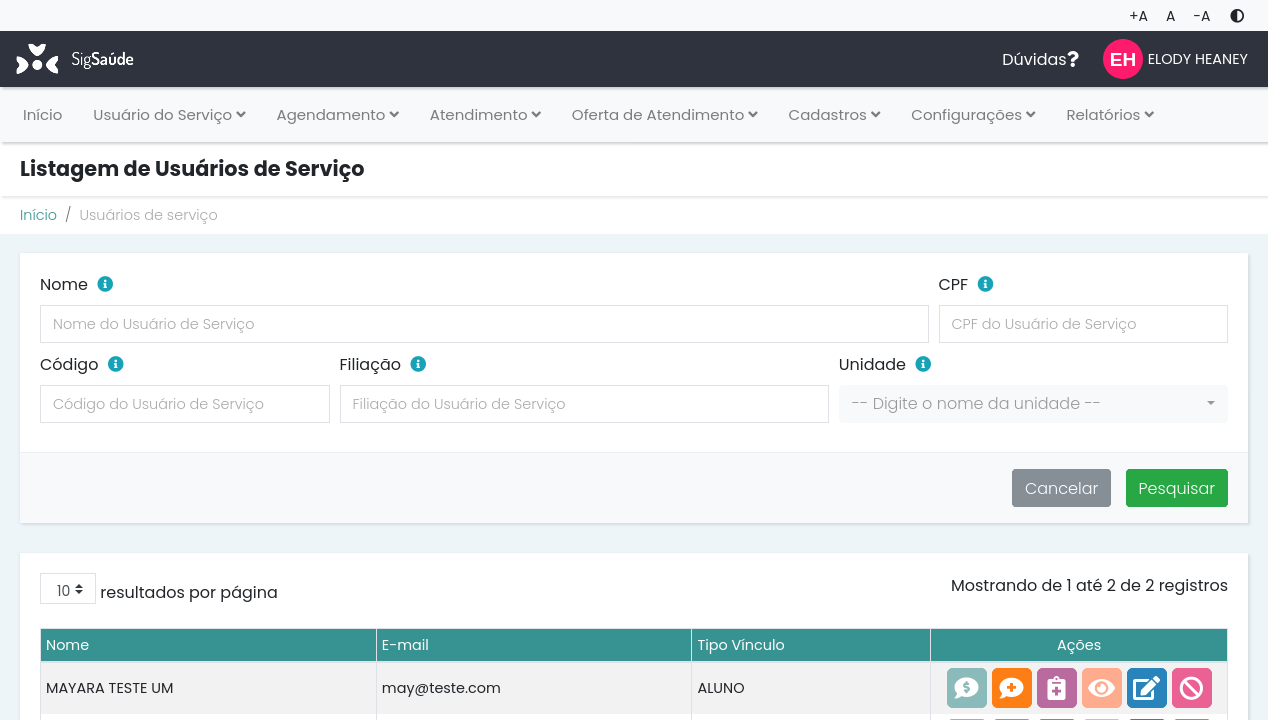 +A A -A
SigSaúde Dúvidas? EH ELODY HEANEY
Início Usuário do Serviço Agendamento Atendimento Oferta de Atendimento Cadastros Configurações Relatórios
Listagem de Usuários de Serviço
Início / Usuários de serviço
Nome CPF
Nome do Usuário de Serviço CPF do Usuário de Serviço
Código Filiação Unidade
Código do Usuário de Serviço Filiação do Usuário de Serviço -- Digite o nome da unidade --
Cancelar Pesquisar
10 resultados por página Mostrando de 1 até 2 de 2 registros
Nome E-mail Tipo Vínculo Ações
MAYARA TESTE UM may@teste.com ALUNO